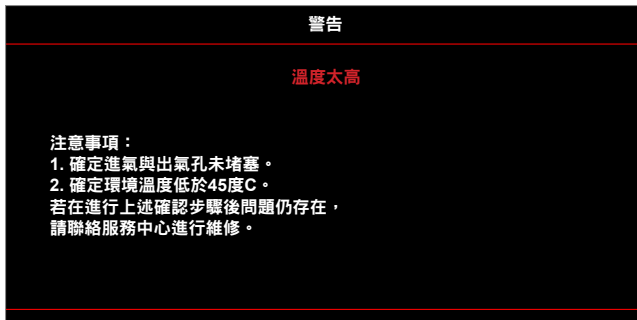 警告
溫度太高
注意事項：
1. 確定進氣與出氣孔未堵塞。
2. 確定環境溫度低於45度C。
若在進行上述確認步驟後問題仍存在，
請聯絡服務中心進行維修。